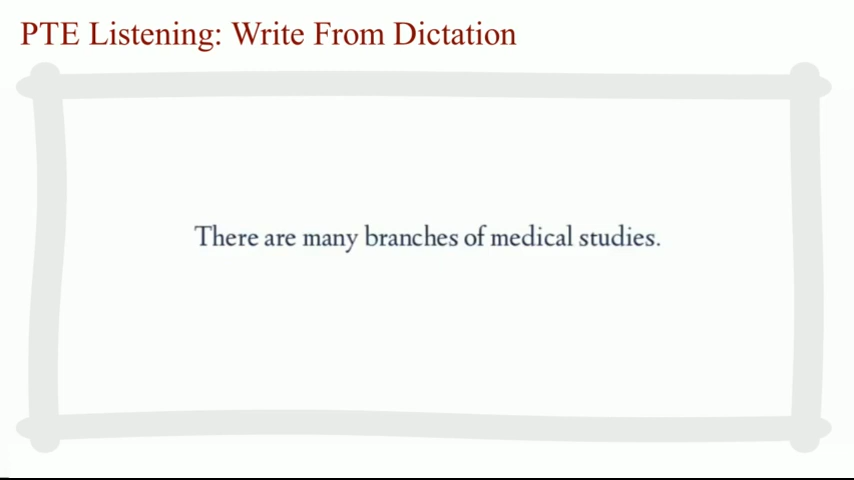 PTE Listening: Write From Dictation
There are many branches of medical studies.